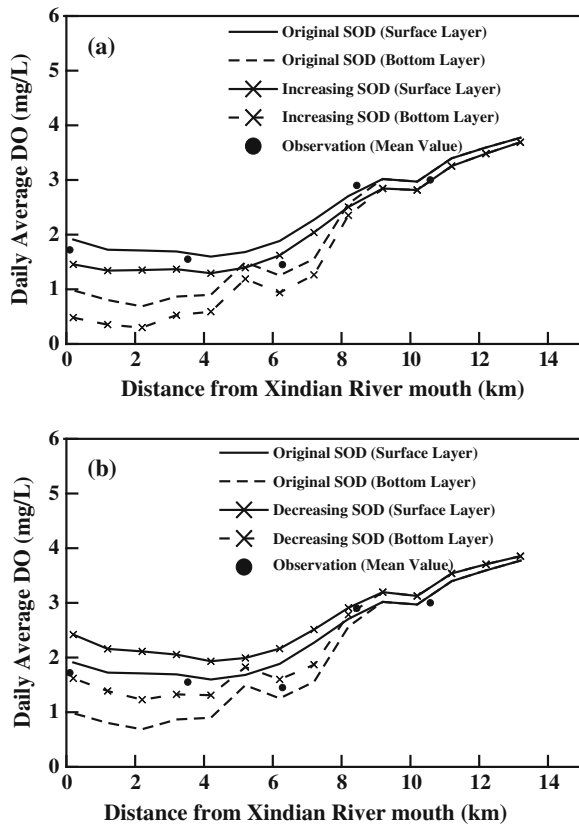 (a)
Original SOD (Surface Layer)
Original SOD (Bottom Layer)
Increasing SOD (Surface Layer)
Increasing SOD (Bottom Layer)
Observation (Mean Value)
Daily Average DO (mg/L)
6
5
4
3
2
1
0
0 2 4 6 8 10 12 14
Distance from Xindian River mouth (km)
(b)
Original SOD (Surface Layer)
Original SOD (Bottom Layer)
Decreasing SOD (Surface Layer)
Decreasing SOD (Bottom Layer)
Observation (Mean Value)
Daily Average DO (mg/L)
6
5
4
3
2
1
0
0 2 4 6 8 10 12 14
Distance from Xindian River mouth (km)